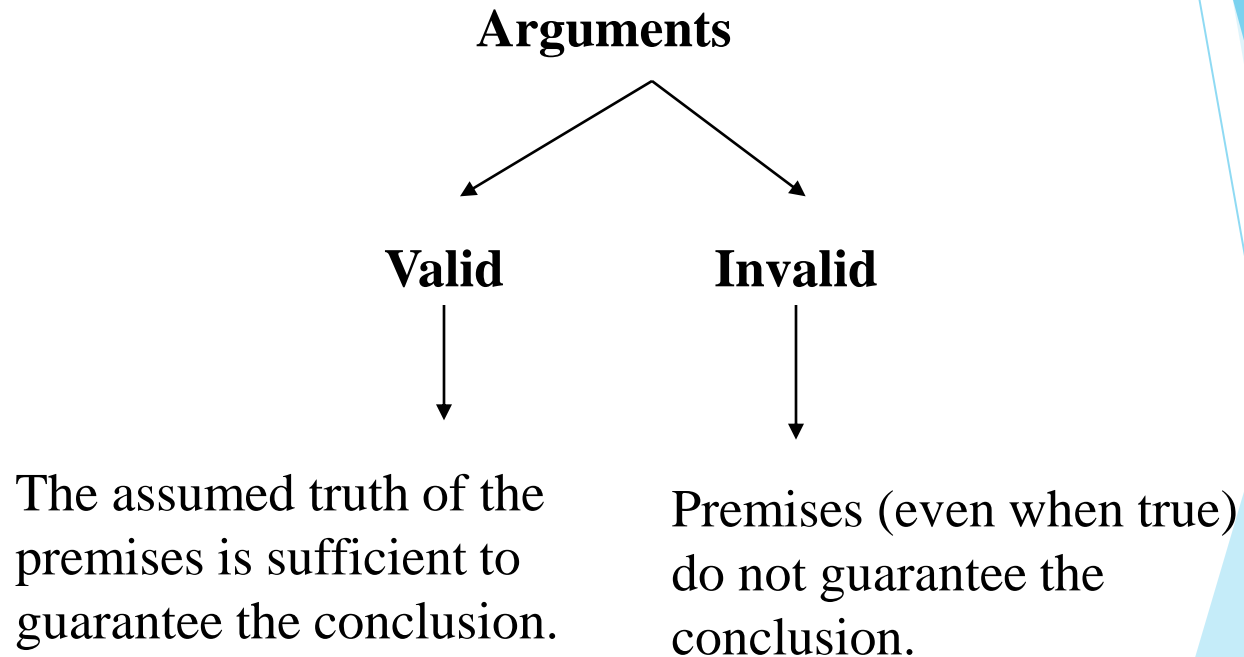 Arguments
Valid
Invalid
The assumed truth of the
premises is sufficient to
guarantee the conclusion.
Premises (even when true)
do not guarantee the
conclusion.